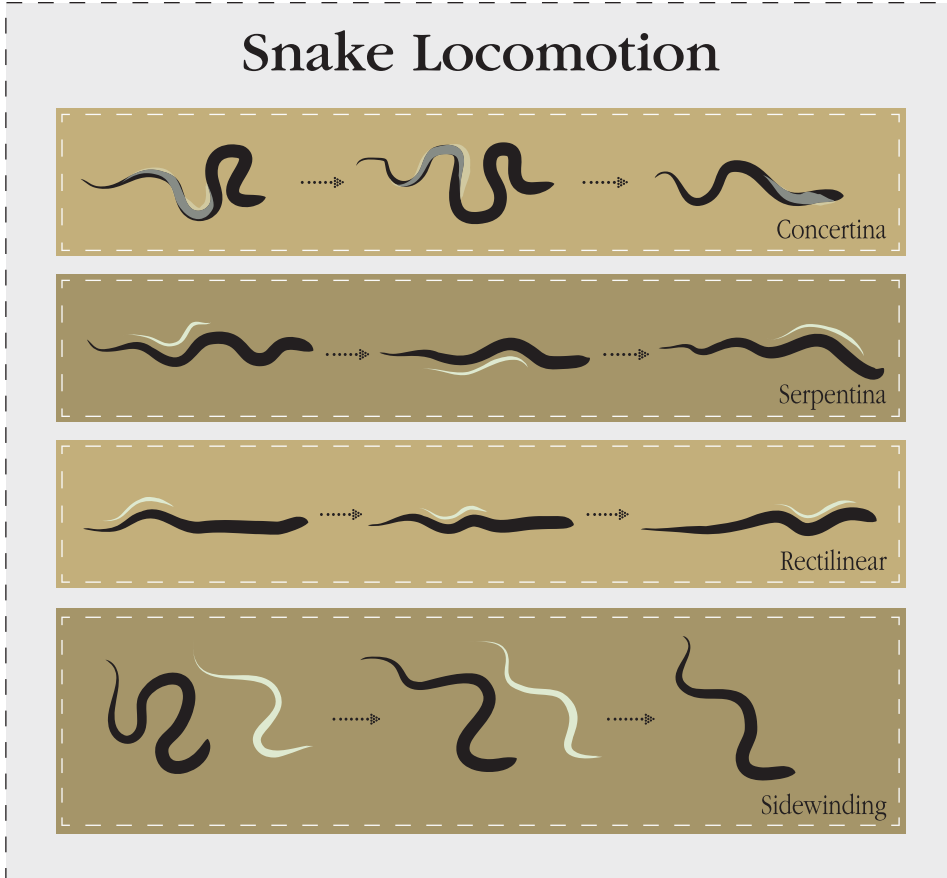 Snake Locomotion
Concertina
Serpentina
Rectilinear
Sidewinding